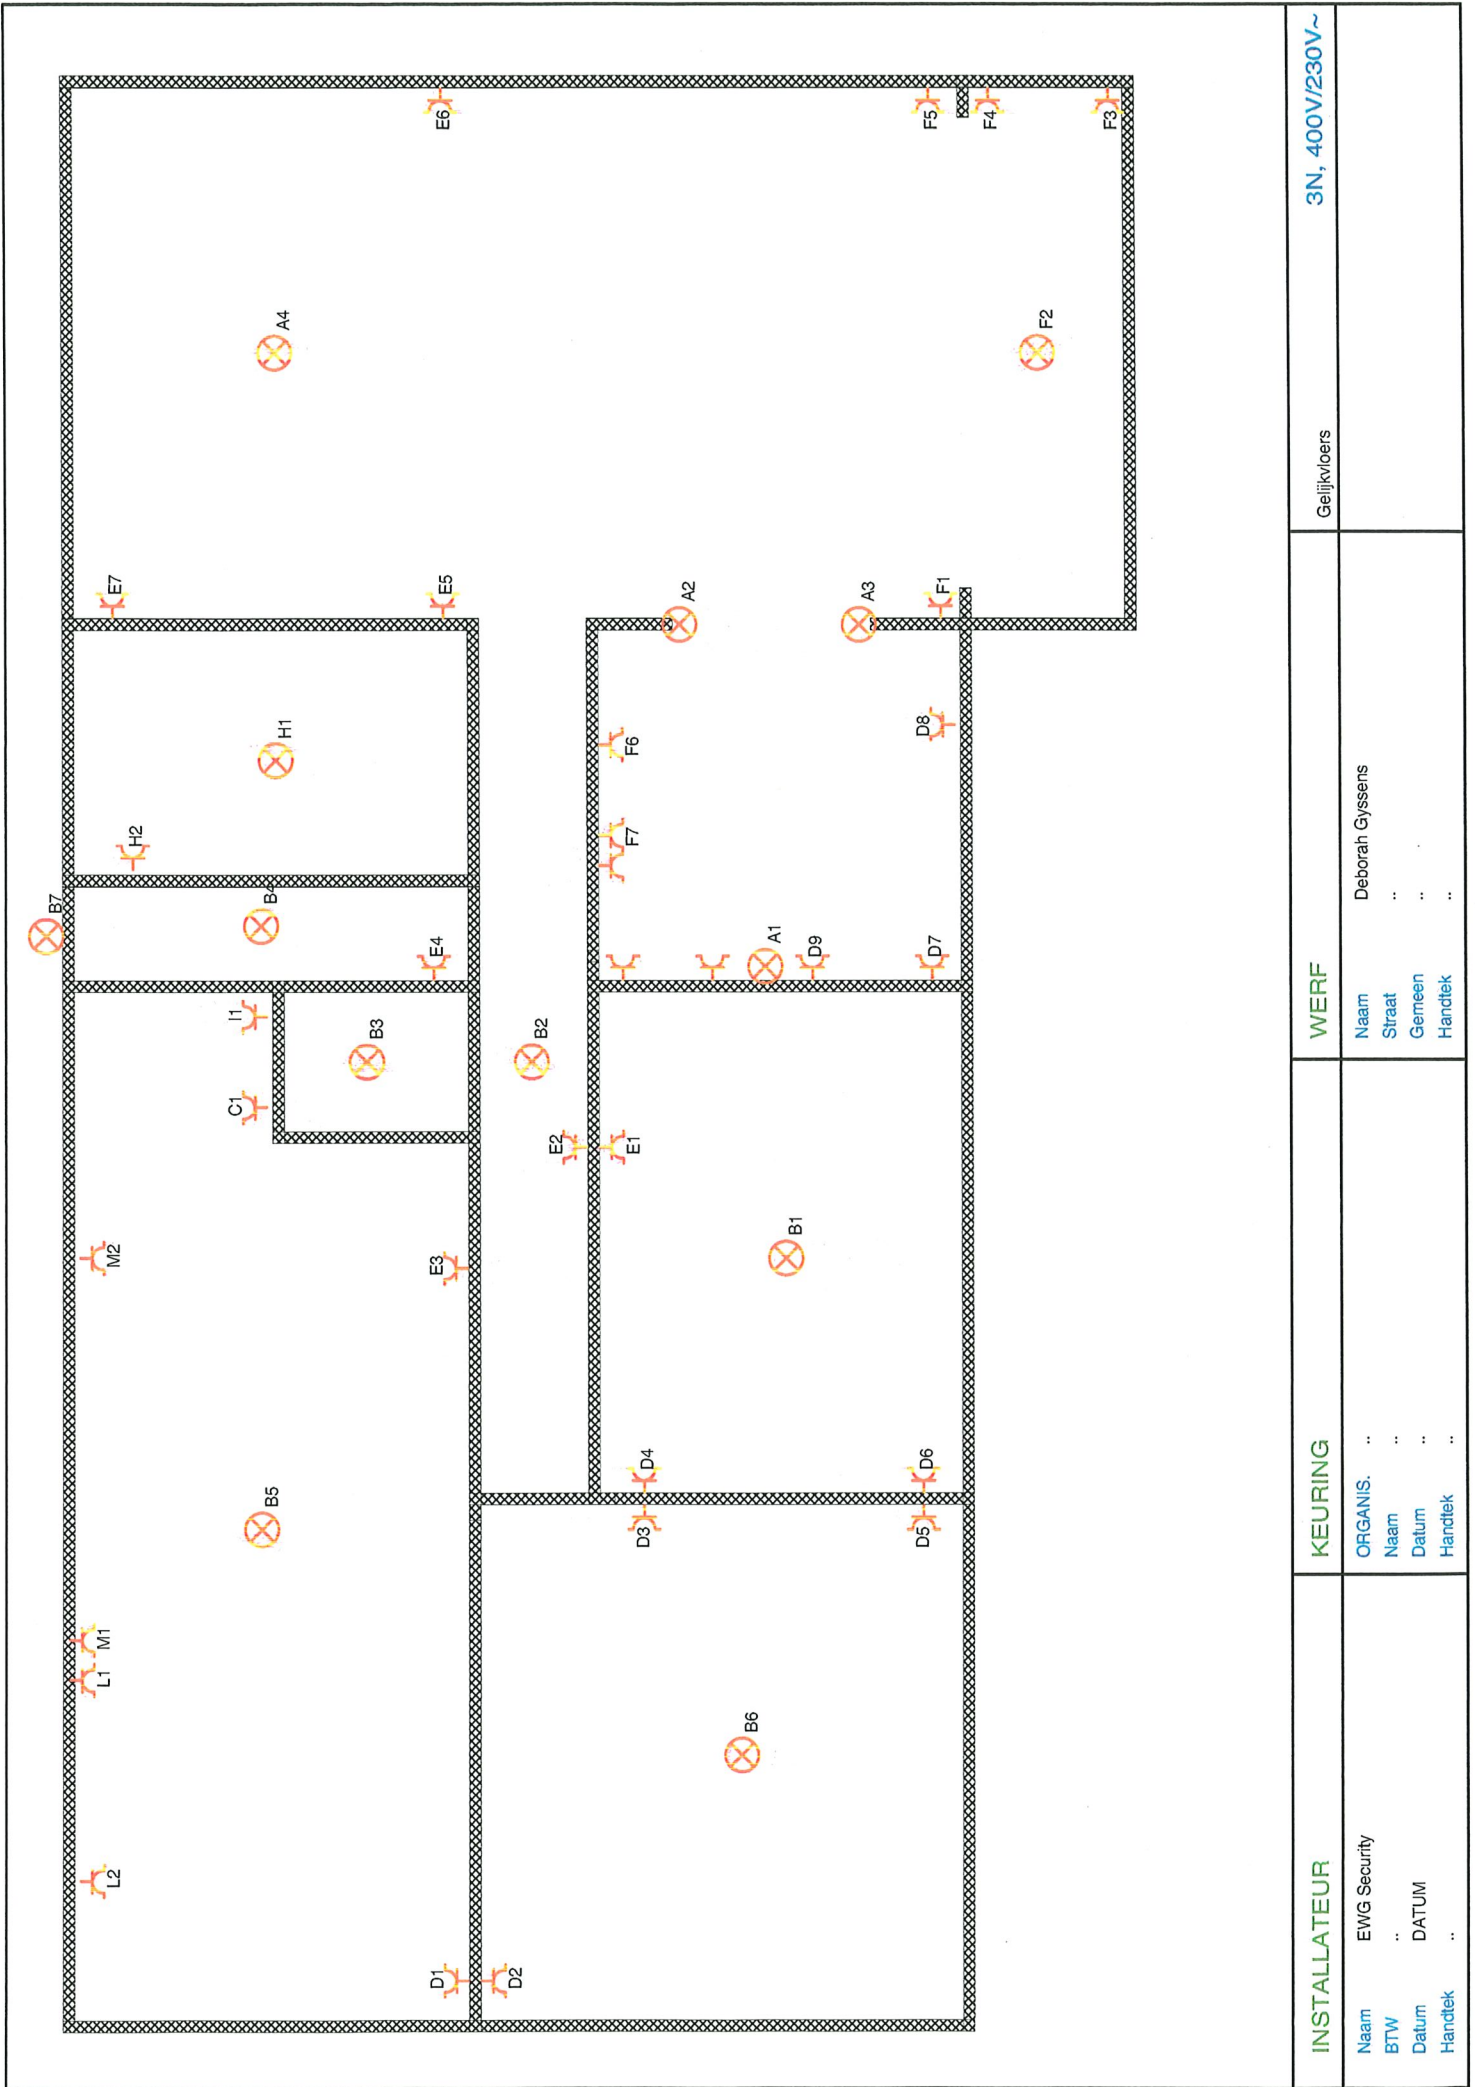 B7
L2
L1
M1
M2
E7
H2
C1
I1
B5
B4
H1
A4
B3
D1
E3
E4
E5
E6
D2
B2
E2
E1
F7
F6
D3
D4
A2
B6
A1
B1
D9
A3
D5
D6
D7
D8
F1
F5
F4
F2
F3
INSTALLATEUR
Naam EWG Security
BTW ..
Datum DATUM
Handtek ..
KEURING
ORGANIS. ..
Naam ..
Datum ..
Handtek ..
WERF
Naam Deborah Gyssens
Straat ..
Gemeen ..
Handtek ..
Gelijkvloers 3N, 400V/230V~